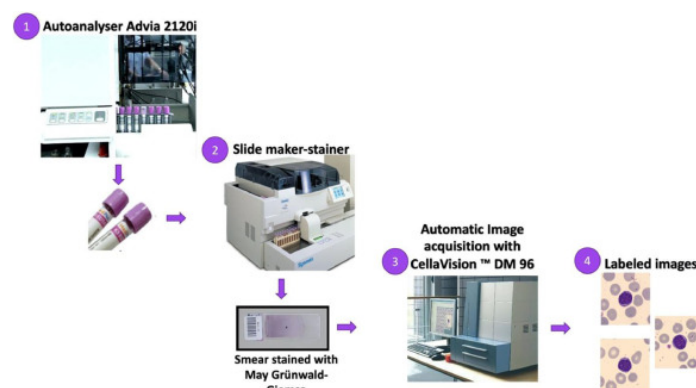 1 Autoanalyser Advia 2120i
2 Slide maker-stainer
Automatic Image
acquisition with
3 CellaVision ™ DM 96
4 Labeled images
Smear stained with
May Grünwald-